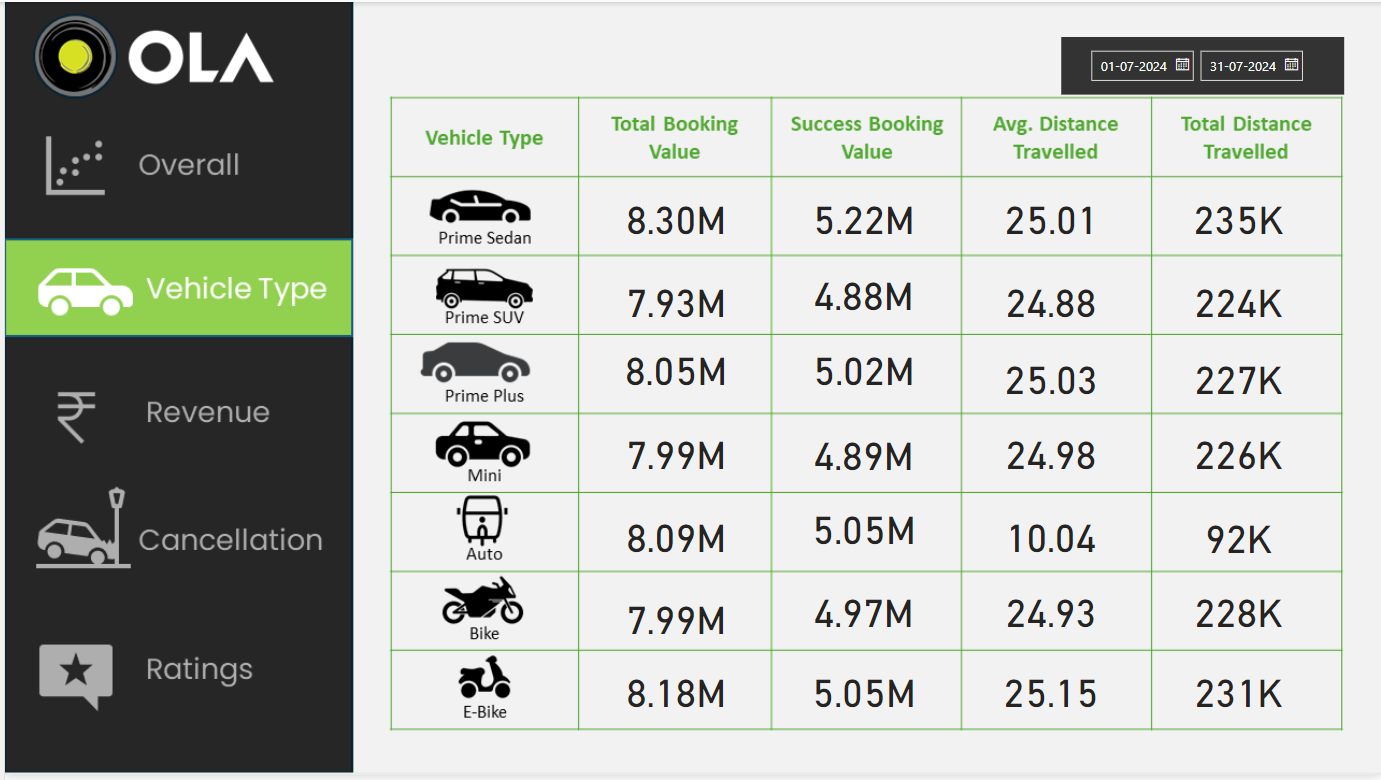 OLA
01-07-2024 31-07-2024
Overall
Vehicle Type
Revenue
Cancellation
Ratings
Vehicle Type Total Booking Value Success Booking Value Avg. Distance Travelled Total Distance Travelled
Prime Sedan 8.30M 5.22M 25.01 235K
Prime SUV 7.93M 4.88M 24.88 224K
Prime Plus 8.05M 5.02M 25.03 227K
Mini 7.99M 4.89M 24.98 226K
Auto 8.09M 5.05M 10.04 92K
Bike 7.99M 4.97M 24.93 228K
E-Bike 8.18M 5.05M 25.15 231K